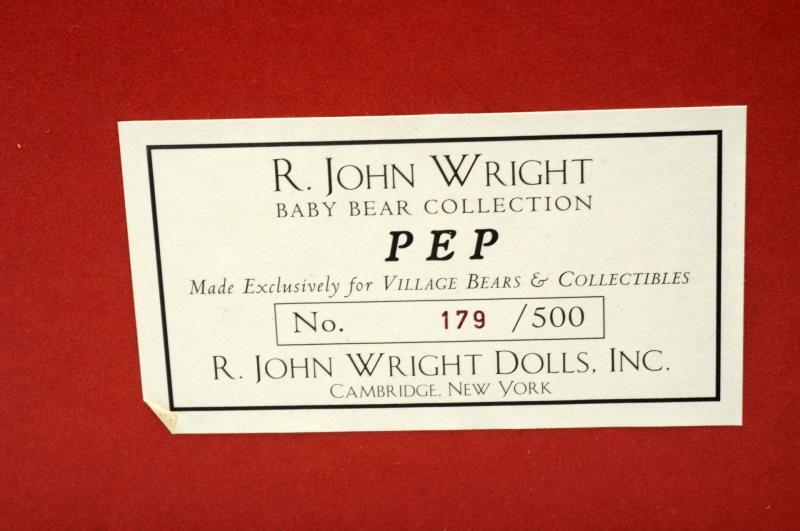 R. JOHN WRIGHT
BABY BEAR COLLECTION
PEP
Made Exclusively for VILLAGE BEARS & COLLECTIBLES
No. 179 /500
R. JOHN WRIGHT DOLLS, INC.
CAMBRIDGE, NEW YORK